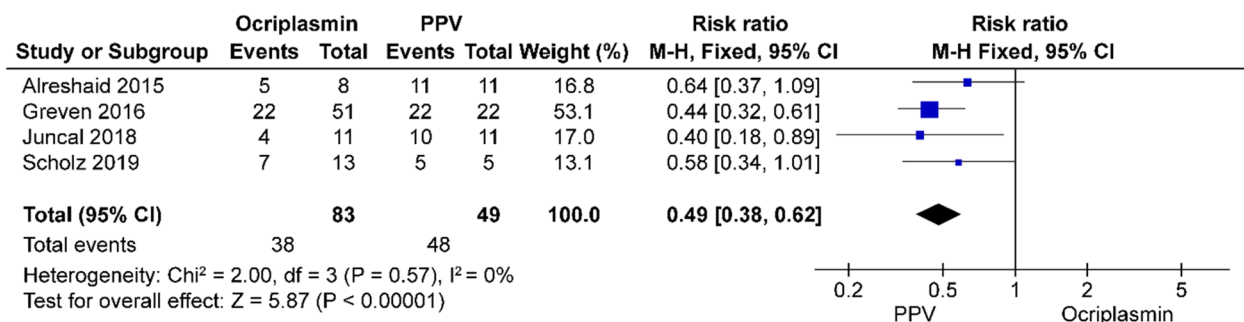 Ocriplasmin PPV Risk ratio Risk ratio
Study or Subgroup Events Total Events Total Weight (%) M-H, Fixed, 95% CI M-H Fixed, 95% CI
Alreshaid 2015 5 8 11 11 16.8 0.64 [0.37, 1.09]
Greven 2016 22 51 22 22 53.1 0.44 [0.32, 0.61]
Juncal 2018 4 11 10 11 17.0 0.40 [0.18, 0.89]
Scholz 2019 7 13 5 5 13.1 0.58 [0.34, 1.01]
Total (95% CI) 83 49 100.0 0.49 [0.38, 0.62]
Total events 38 48
Heterogeneity: Chi² = 2.00, df = 3 (P = 0.57), I² = 0%
Test for overall effect: Z = 5.87 (P < 0.00001)
0.2 0.5 1 2 5
PPV Ocriplasmin